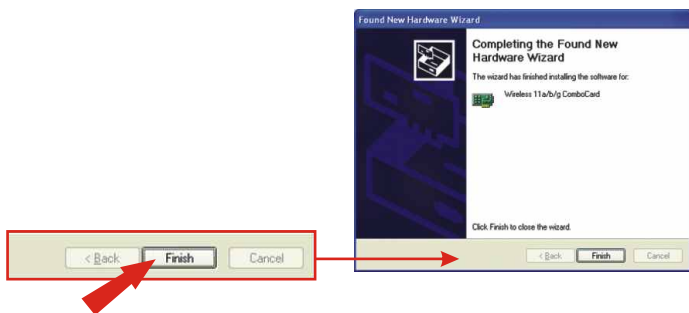 Found New Hardware Wizard
Completing the Found New
Hardware Wizard
The wizard has finished installing the software for:
Wireless 11a/b/g ComboCard
Click Finish to close the wizard.
< Back Finish Cancel
< Back Finish Cancel